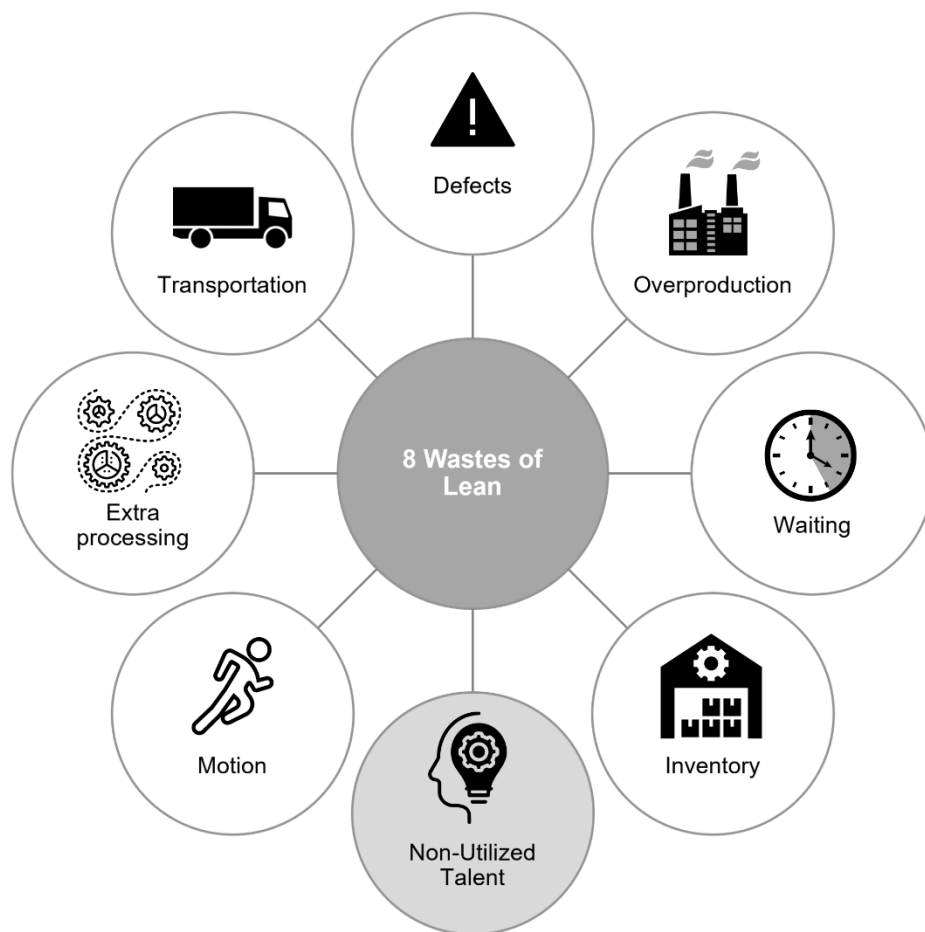 Defects
Overproduction
Transportation
8 Wastes of
Lean
Waiting
Extra
processing
Inventory
Motion
Non-Utilized
Talent